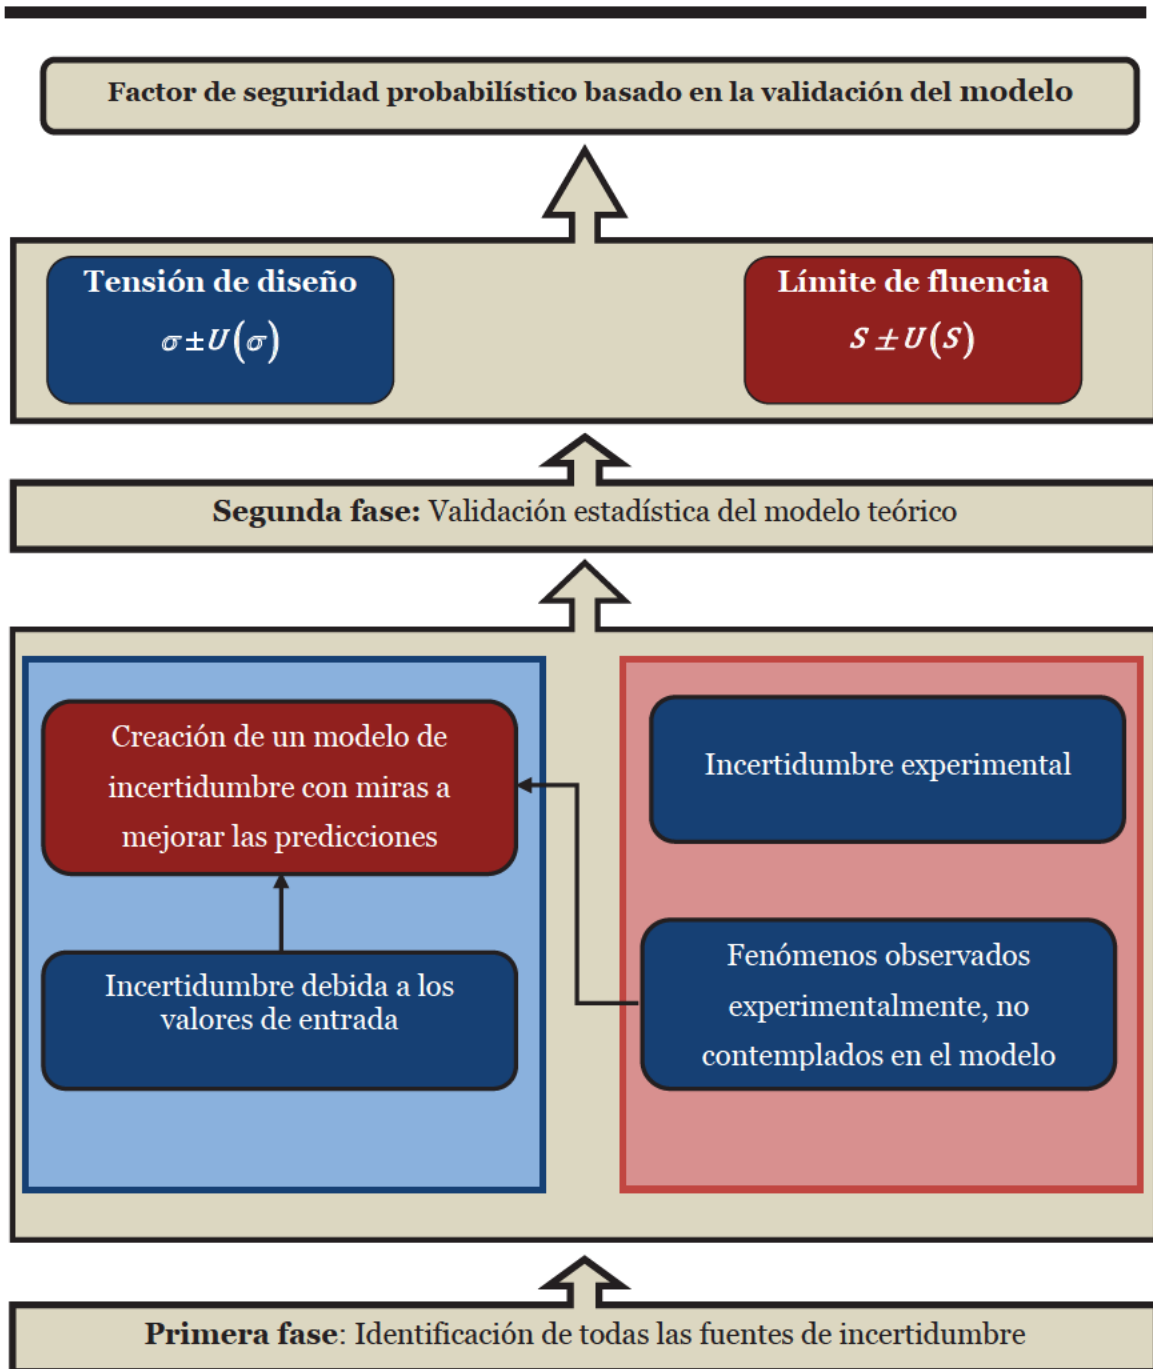 Factor de seguridad probabilístico basado en la validación del modelo
Tensión de diseño
σ±U(σ)
Límite de fluencia
S ±U(S)
Segunda fase: Validación estadística del modelo teórico
Creación de un modelo de
incertidumbre con miras a
mejorar las predicciones
Incertidumbre debida a los
valores de entrada
Incertidumbre experimental
Fenómenos observados
experimentalmente, no
contemplados en el modelo
Primera fase: Identificación de todas las fuentes de incertidumbre